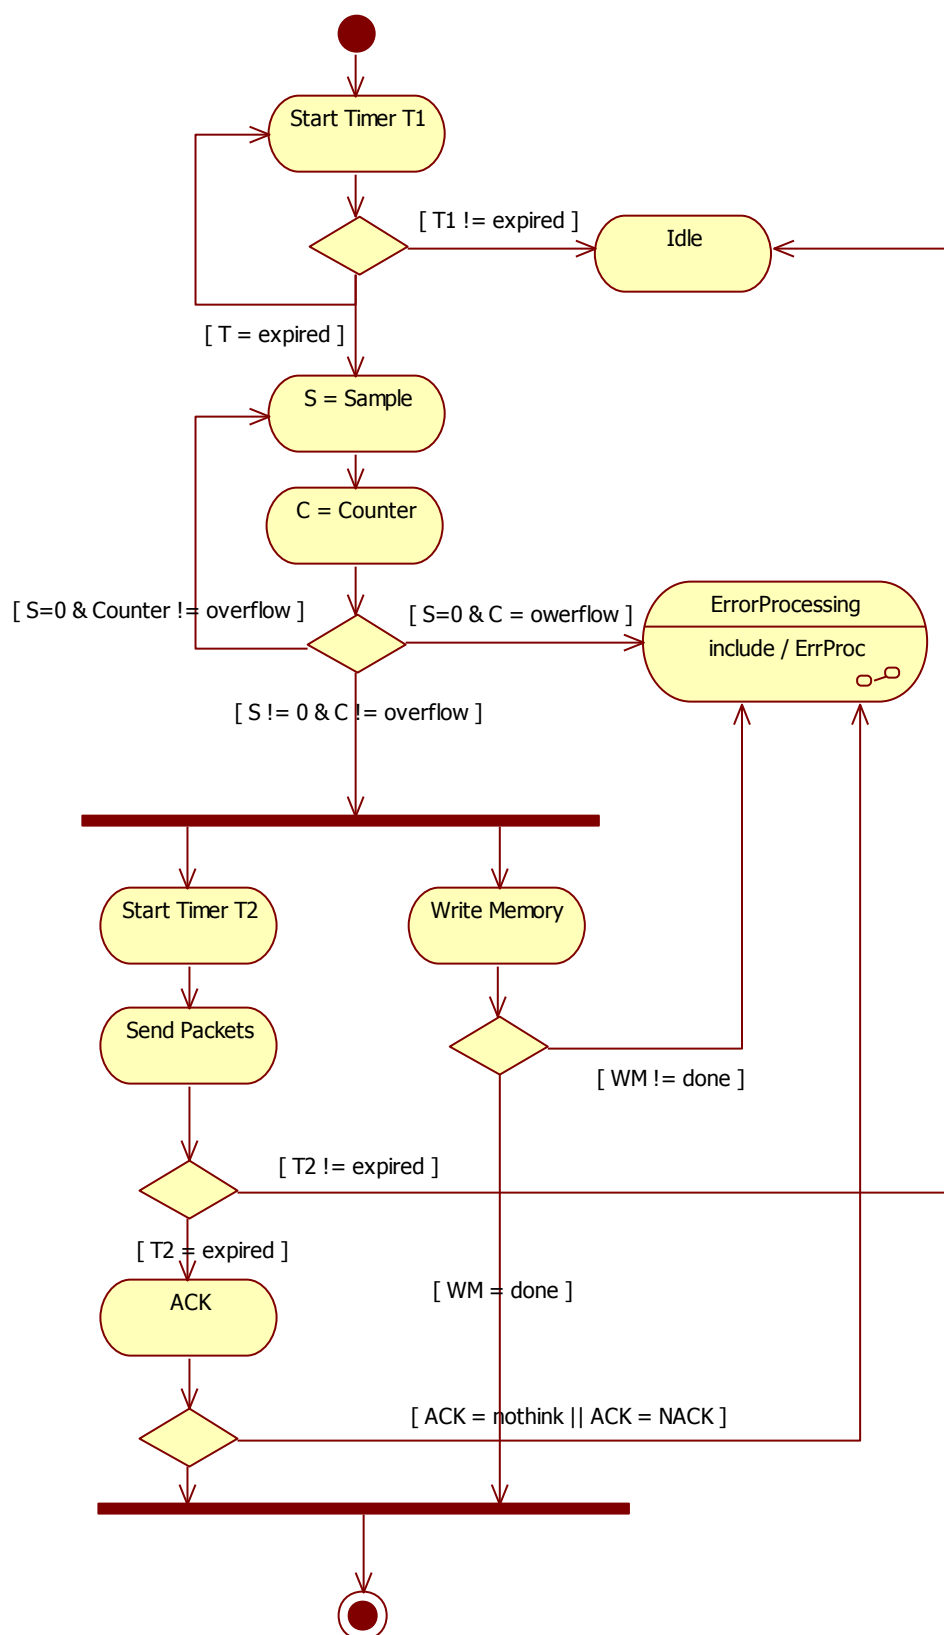 Start Timer T1
[ T1 != expired ]
Idle
[ T = expired ]
S = Sample
C = Counter
[ S=0 & Counter != overflow ]
[ S=0 & C = owerflow ]
ErrorProcessing
include / ErrProc
[ S != 0 & C != overflow ]
Start Timer T2
Write Memory
Send Packets
[ WM != done ]
[ T2 != expired ]
[ T2 = expired ]
[ WM = done ]
ACK
[ ACK = nothink || ACK = NACK ]